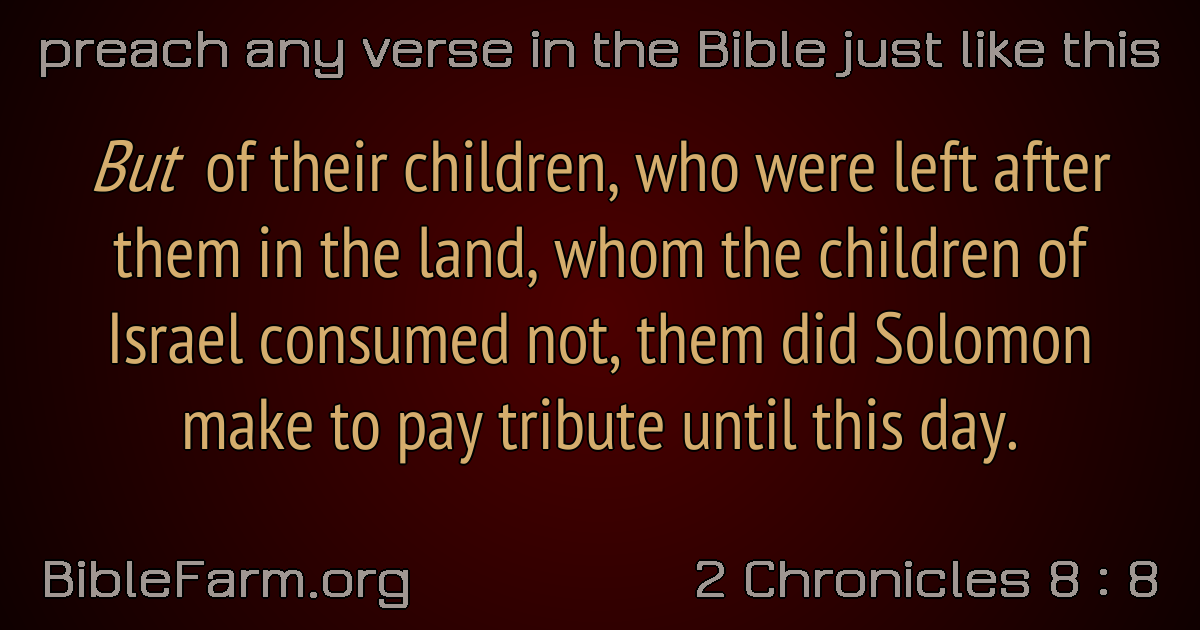 preach any verse in the Bible just like this
But of their children, who were left after
them in the land, whom the children of
Israel consumed not, them did Solomon
make to pay tribute until this day.
BibleFarm.org
2 Chronicles 8 : 8